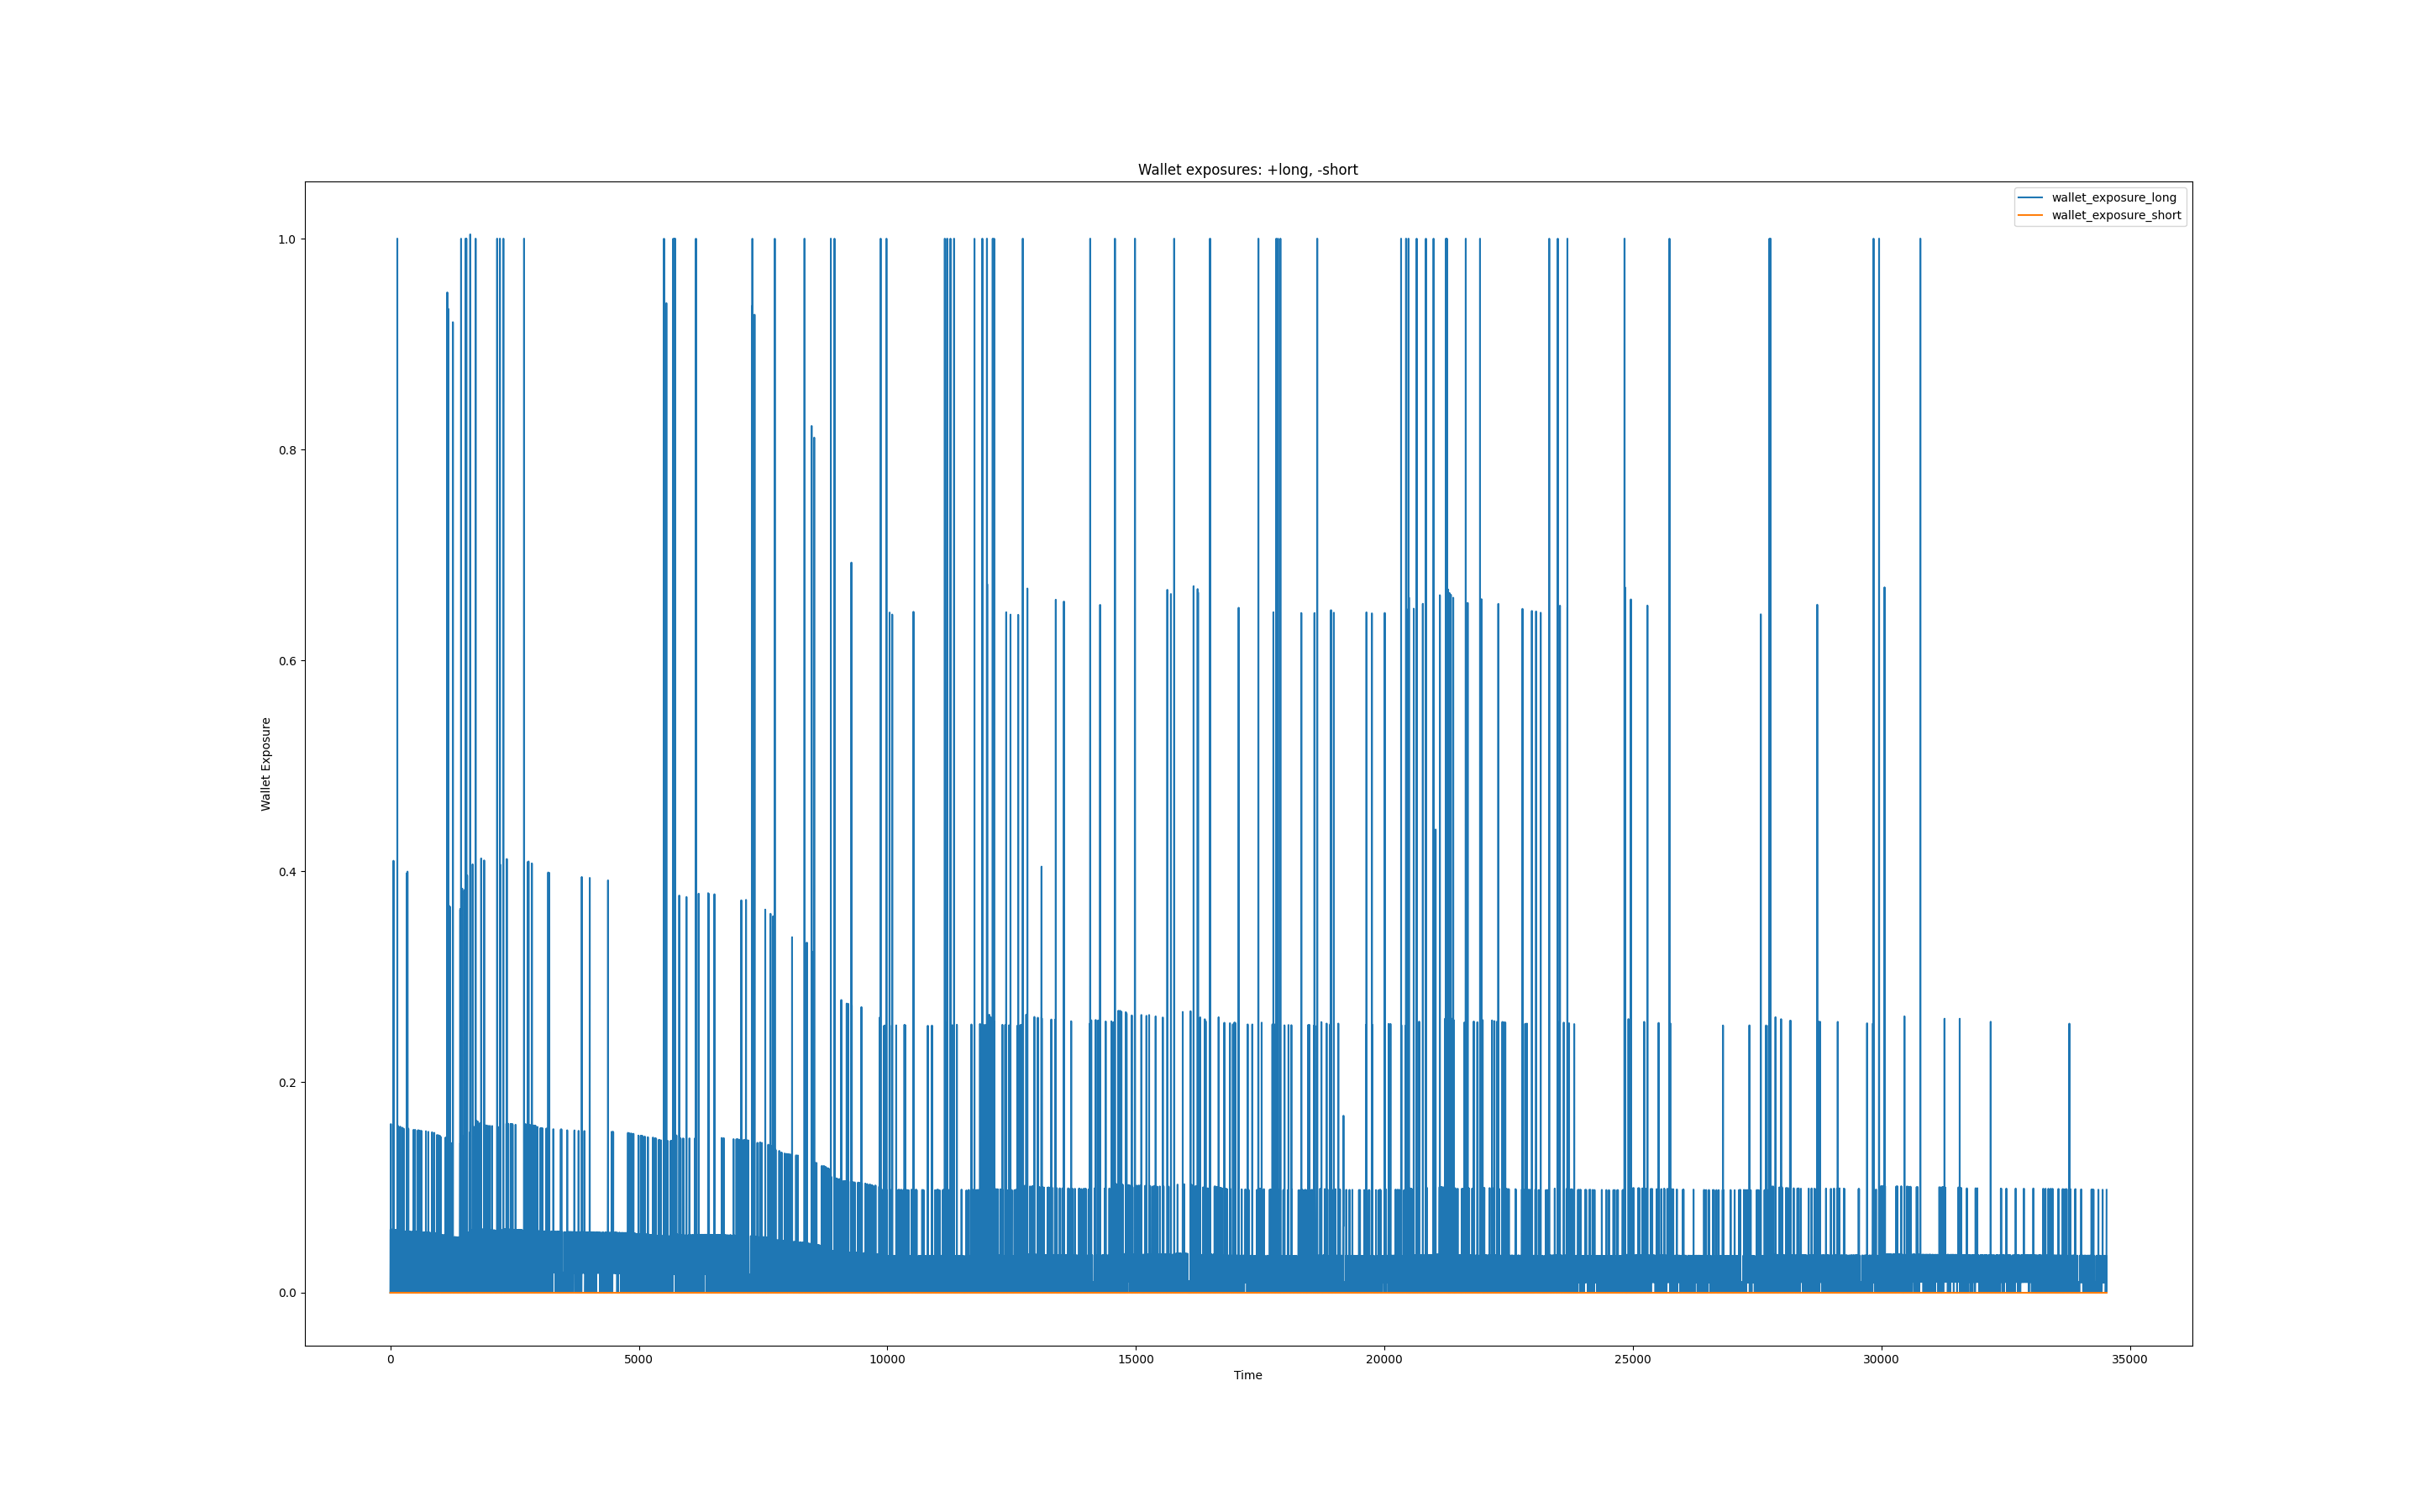 Wallet exposures: +long, -short
wallet_exposure_long
wallet_exposure_short
1.0
0.8
0.6
0.4
0.2
0.0
Wallet Exposure
0 5000 10000 15000 20000 25000 30000 35000
Time